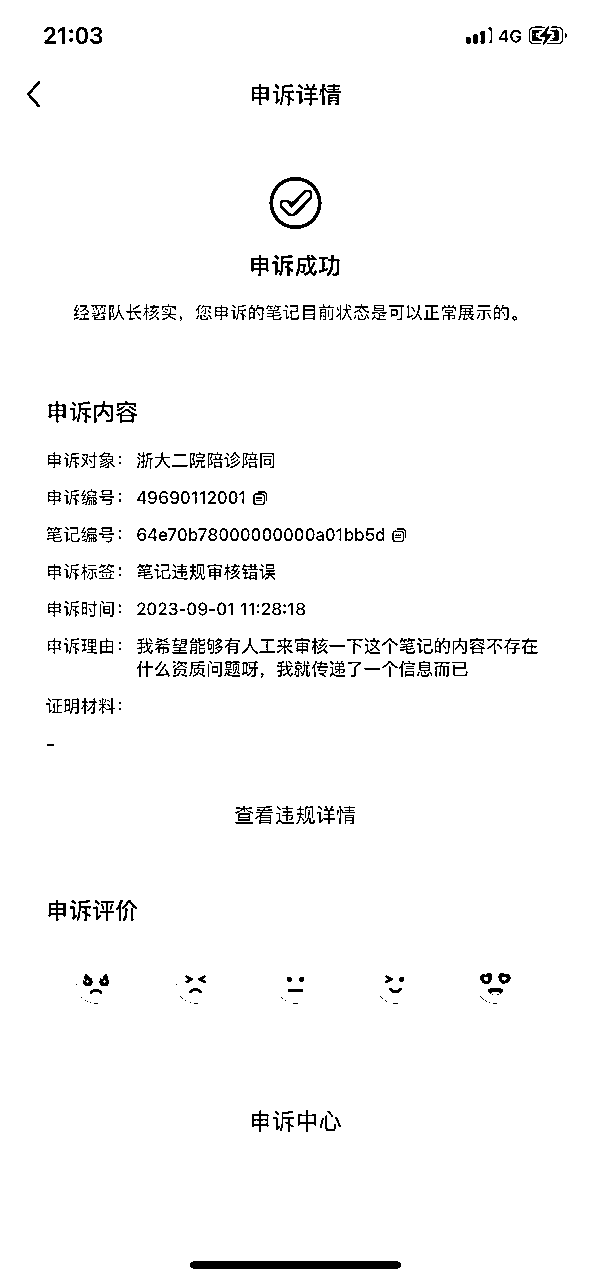 21:03
4G
申诉详情
申诉成功
经署队长核实，您申诉的笔记目前状态是可以正常展示的。
申诉内容
申诉对象： 浙大二院陪诊陪同
申诉编号： 49690112001
笔记编号： 64e70b78000000000a01bb5d
申诉标签： 笔记违规审核错误
申诉时间： 2023-09-01 11:28:18
申诉理由： 我希望能够有人工来审核一下这个笔记的内容不存在
什么资质问题呀，我就传递了一个信息而已
证明材料：
-
查看违规详情
申诉评价
申诉中心